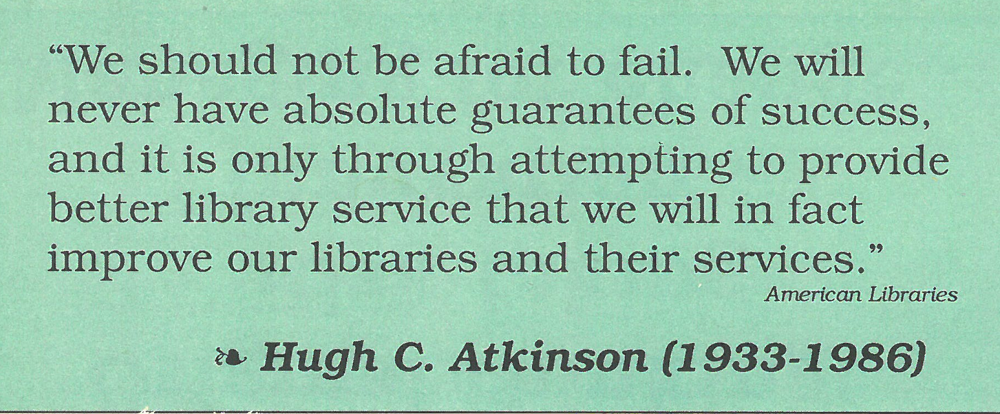 “We should not be afraid to fail.  We will
never have absolute guarantees of success,
and it is only through attempting to provide
better library service that we will in fact
improve our libraries and their services.”
American Libraries
❧ Hugh C. Atkinson (1933-1986)